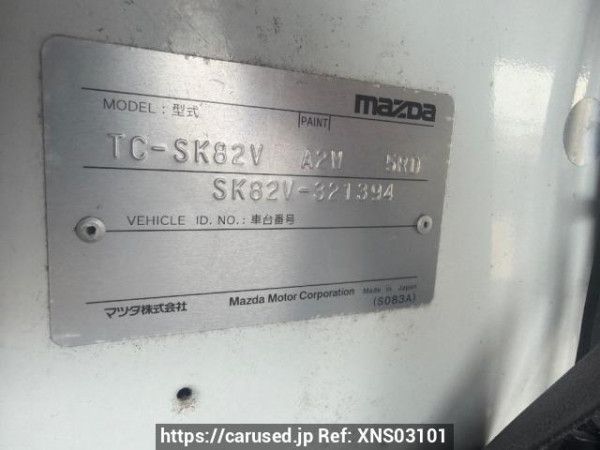 mazda
MODEL : 型式
PAINT
TC-SK82V A2W 5RD
SK82V-321394
VEHICLE ID. NO. : 車台番号
マツダ株式会社 Mazda Motor Corporation Made in Japan
(S083A)
https://carused.jp Ref: XNS03101